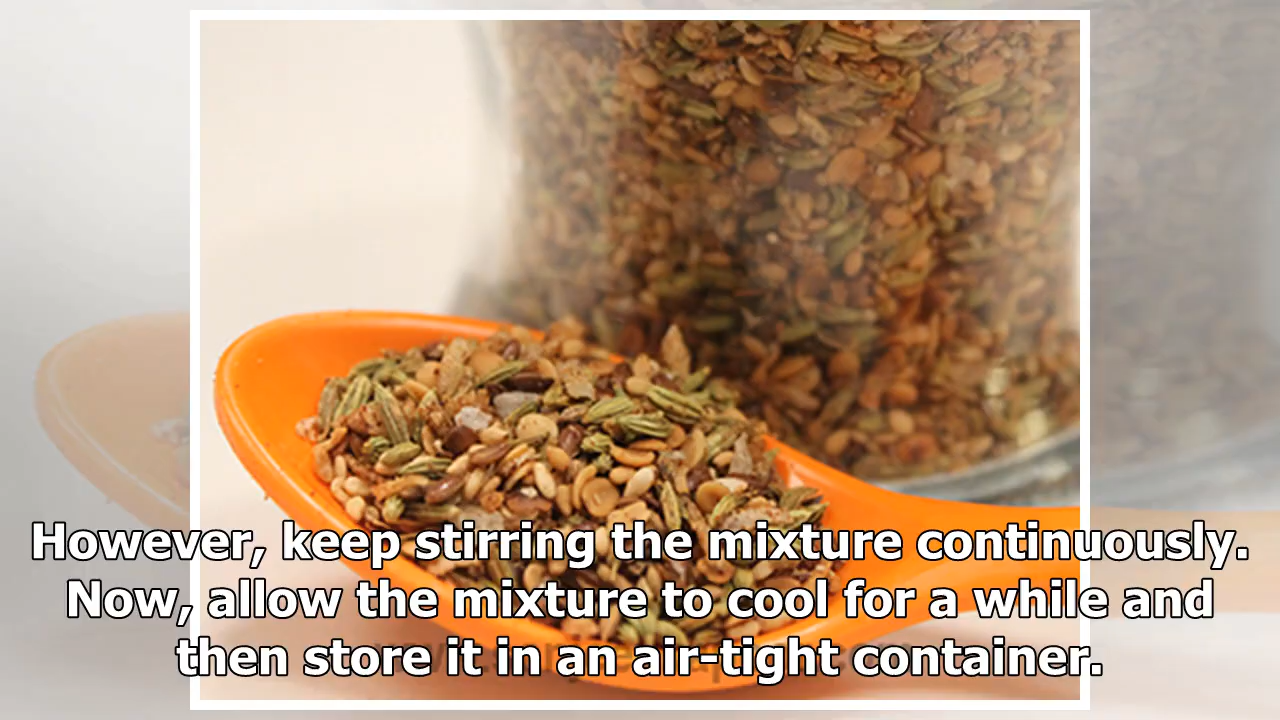 However, keep stirring the mixture continuously.
Now, allow the mixture to cool for a while and
then store it in an air-tight container.